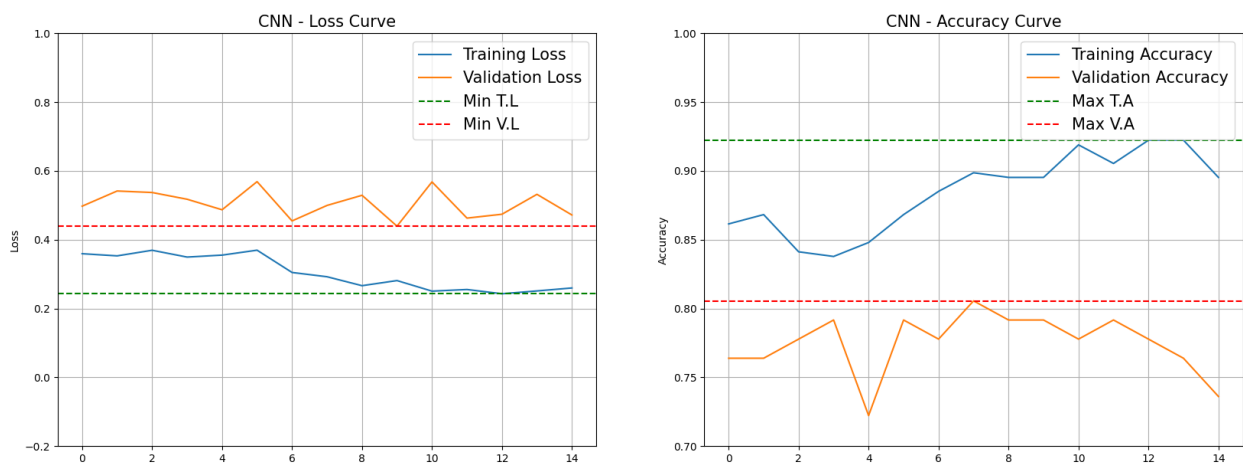 CNN - Loss Curve
1.0
0.8
0.6
0.4
0.2
0.0
−0.2
Loss
0 2 4 6 8 10 12 14
Training Loss
Validation Loss
Min T.L
Min V.L
CNN - Accuracy Curve
1.00
0.95
0.90
0.85
0.80
0.75
0.70
Accuracy
0 2 4 6 8 10 12 14
Training Accuracy
Validation Accuracy
Max T.A
Max V.A